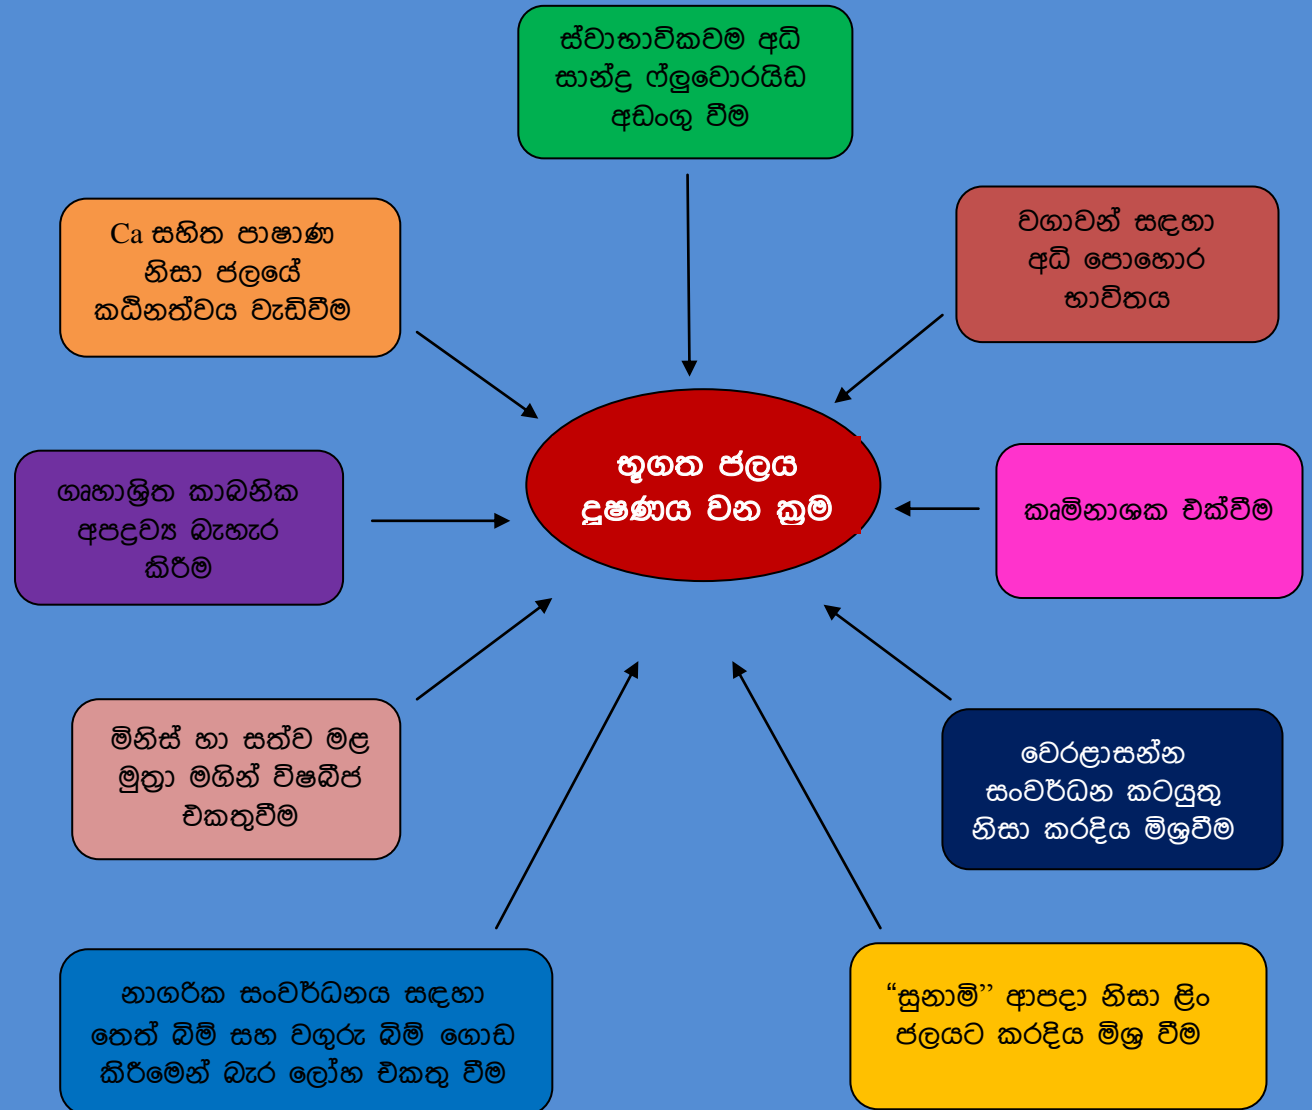 ස්වාභාවිකවම අධි
සාන්ද්‍ර ෆ්ලුවොරයිඩ
අඩංගු වීම
Ca සහිත පාෂාණ
නිසා ජලයේ
කඨිනත්වය වැඩිවීම
වගාවන් සඳහා
අධි පොහොර
භාවිතය
භූගත ජලය
දූෂණය වන ක්‍රම
ගෘහාශ්‍රිත කාබනික
අපද්‍රව්‍ය බැහැර
කිරීම
කෘමිනාශක එක්වීම
මිනිස් හා සත්ව මළ
මුත්‍රා මගින් විෂබීජ
එකතුවීම
වෙරළාසන්න
සංවර්ධන කටයුතු
නිසා කරදිය මිශ්‍රවීම
නාගරික සංවර්ධනය සඳහා
තෙත් බිම් සහ වගුරු බිම් ගොඩ
කිරීමෙන් බැර ලෝහ එකතු වීම
“සුනාමි’’ ආපදා නිසා ළිං
ජලයට කරදිය මිශ්‍ර වීම